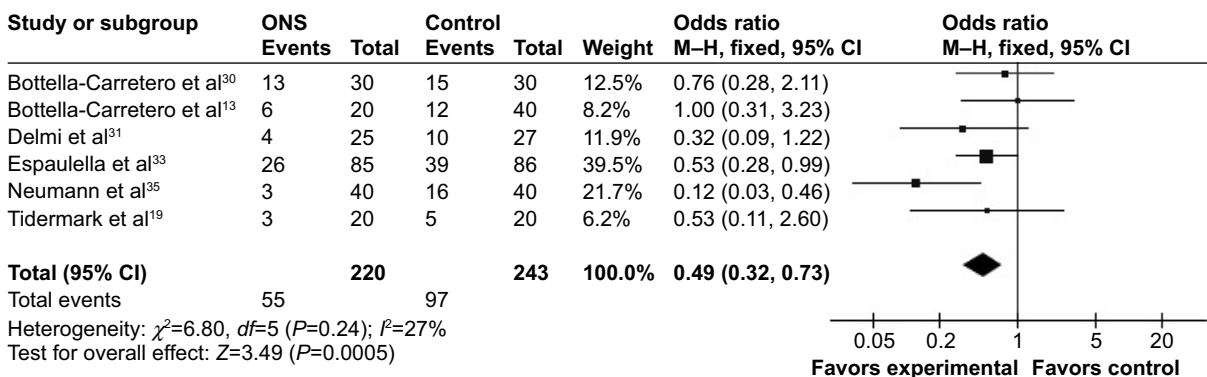 Study or subgroup ONS Control Odds ratio Odds ratio
Events Total Events Total Weight M–H, fixed, 95% CI M–H, fixed, 95% CI
Bottella-Carretero et al³⁰ 13 30 15 30 12.5% 0.76 (0.28, 2.11)
Bottella-Carretero et al¹³ 6 20 12 40 8.2% 1.00 (0.31, 3.23)
Delmi et al³¹ 4 25 10 27 11.9% 0.32 (0.09, 1.22)
Espaulella et al³³ 26 85 39 86 39.5% 0.53 (0.28, 0.99)
Neumann et al³⁵ 3 40 16 40 21.7% 0.12 (0.03, 0.46)
Tidermark et al¹⁹ 3 20 5 20 6.2% 0.53 (0.11, 2.60)
Total (95% CI) 220 243 100.0% 0.49 (0.32, 0.73)
Total events 55 97
Heterogeneity: χ²=6.80, df=5 (P=0.24); I²=27%
Test for overall effect: Z=3.49 (P=0.0005)
0.05 0.2 1 5 20
Favors experimental Favors control